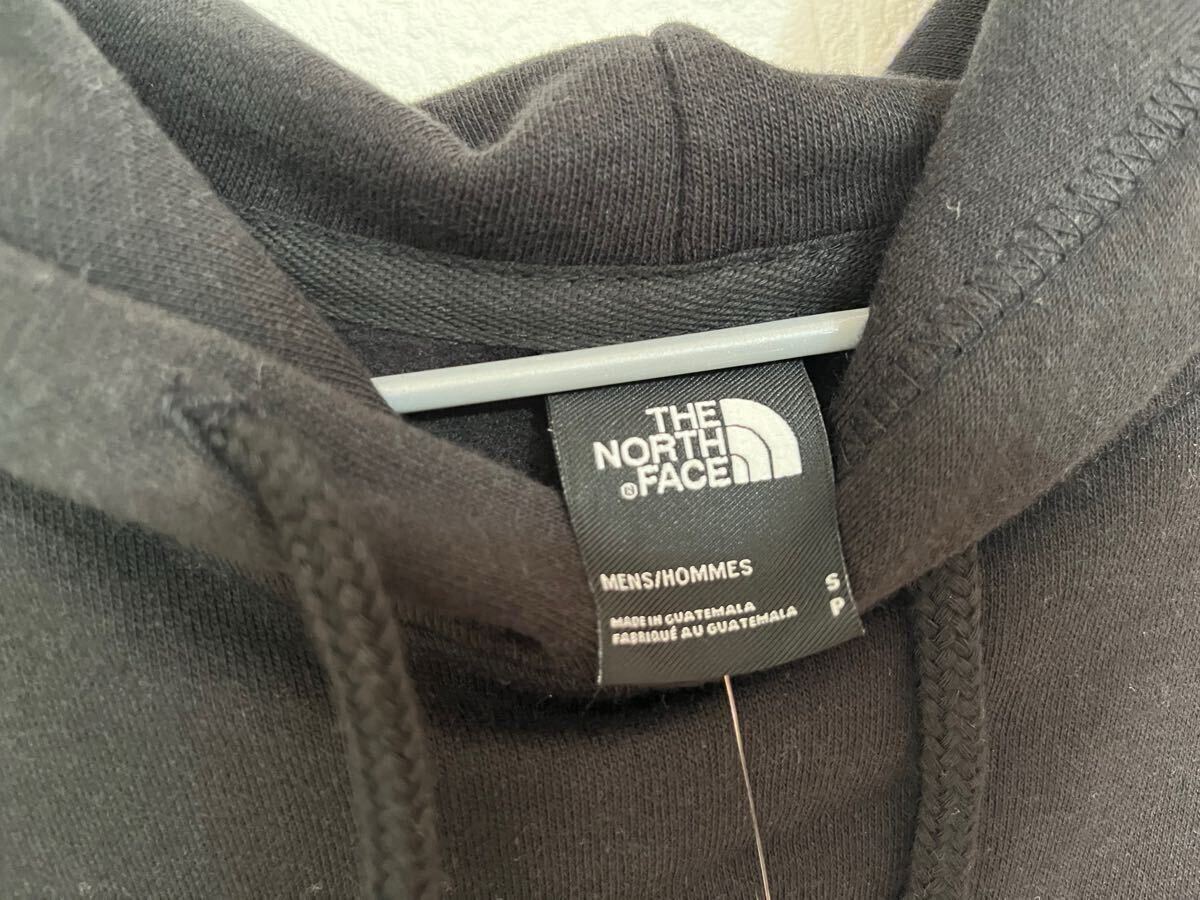 THE
NORTH
®FACE
MENS/HOMMES
S
P
MADE IN GUATEMALA
FABRIQUÉ AU GUATEMALA